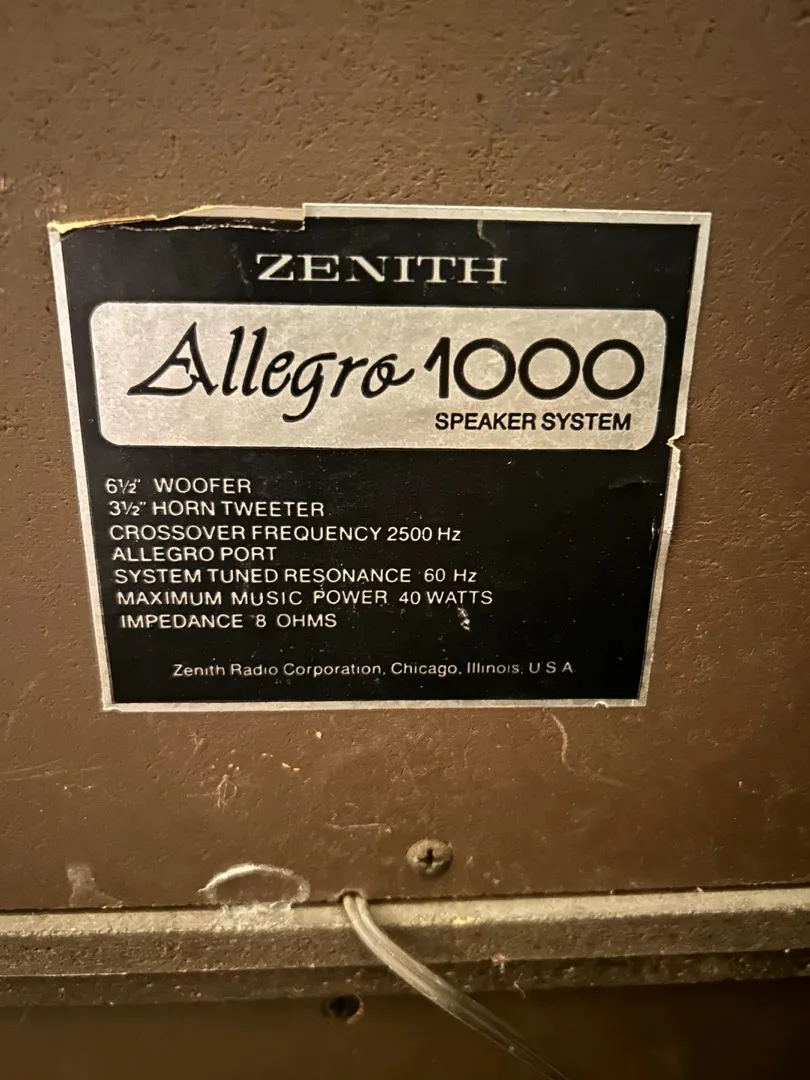 ZENITH
Allegro 1000
SPEAKER SYSTEM
6½" WOOFER
3½" HORN TWEETER
CROSSOVER FREQUENCY 2500 Hz
ALLEGRO PORT
SYSTEM TUNED RESONANCE 60 Hz
MAXIMUM MUSIC POWER 40 WATTS
IMPEDANCE 8 OHMS
Zenith Radio Corporation, Chicago, Illinois, U S A